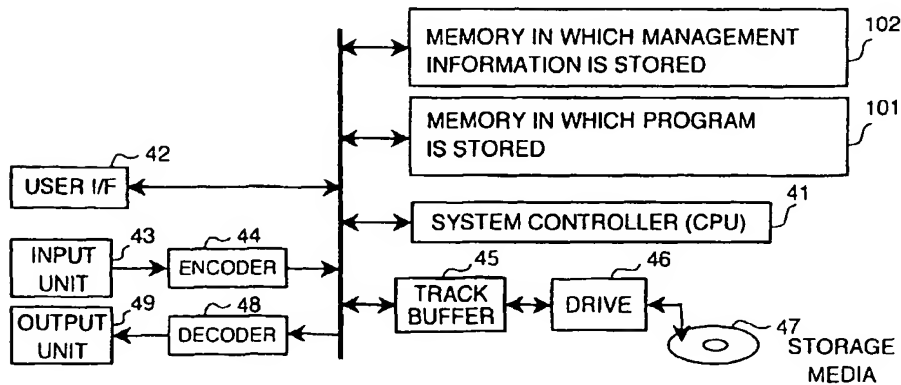 102
MEMORY IN WHICH MANAGEMENT
INFORMATION IS STORED
101
MEMORY IN WHICH PROGRAM
IS STORED
42
USER I/F
41
SYSTEM CONTROLLER (CPU)
43
INPUT
UNIT
44
ENCODER
45
TRACK
BUFFER
46
DRIVE
49
OUTPUT
UNIT
48
DECODER
47
STORAGE
MEDIA